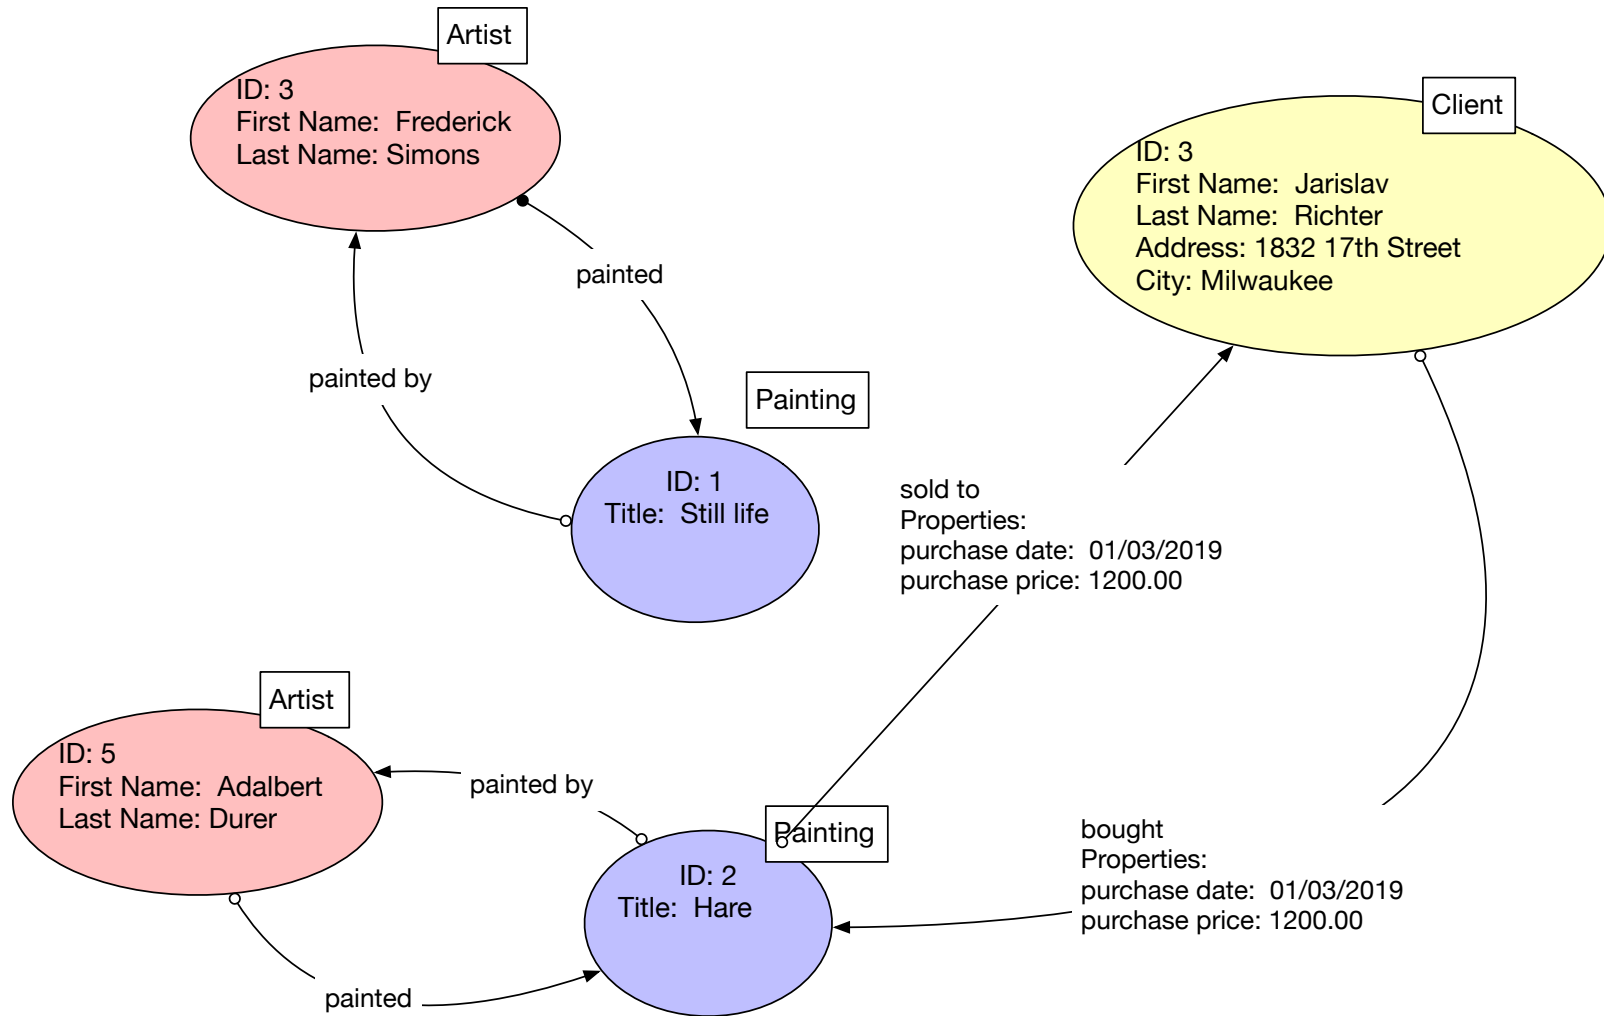 Artist
ID: 3
First Name:  Frederick
Last Name: Simons
Client
ID: 3
First Name:  Jarislav
Last Name:  Richter
Address: 1832 17th Street
City: Milwaukee
painted
painted by
Painting
ID: 1
Title:  Still life
sold to
Properties:
purchase date:  01/03/2019
purchase price: 1200.00
Artist
ID: 5
First Name:  Adalbert
Last Name: Durer
painted by
Painting
ID: 2
Title:  Hare
bought
Properties:
purchase date:  01/03/2019
purchase price: 1200.00
painted